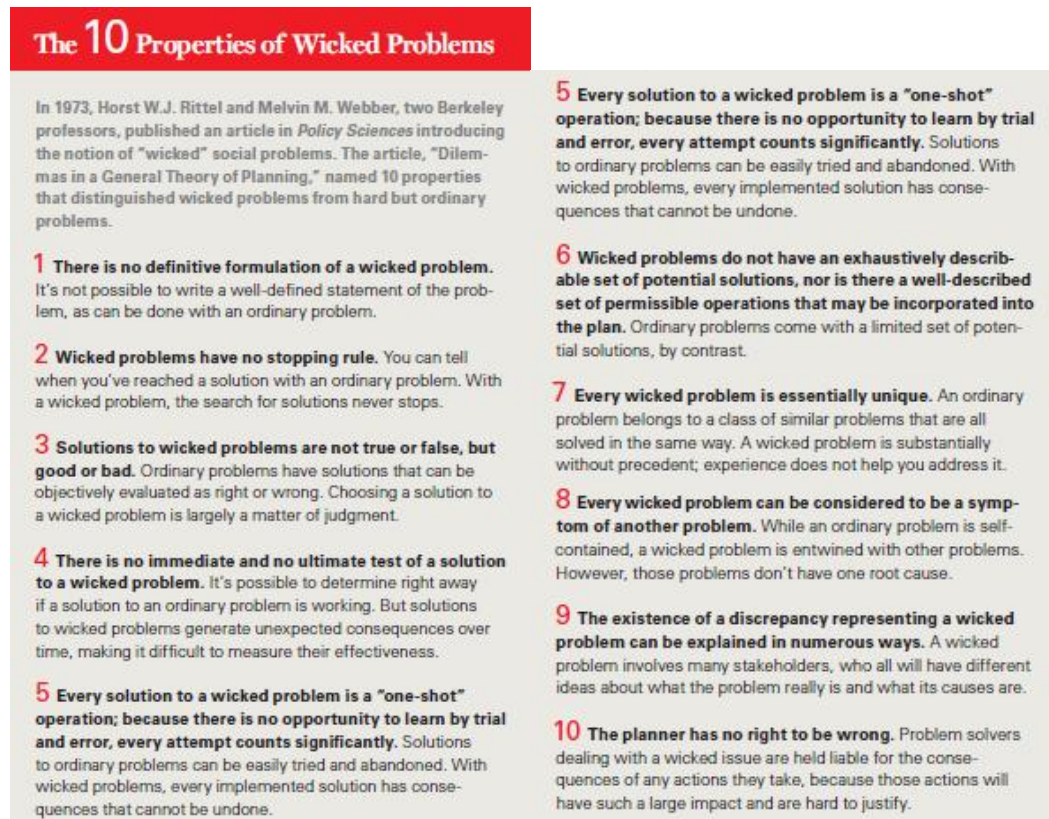 The 10 Properties of Wicked Problems
In 1973, Horst W.J. Rittel and Melvin M. Webber, two Berkeley
professors, published an article in Policy Sciences introducing
the notion of "wicked" social problems. The article, "Dilem-
mas in a General Theory of Planning," named 10 properties
that distinguished wicked problems from hard but ordinary
problems.
1 There is no definitive formulation of a wicked problem.
It's not possible to write a well-defined statement of the prob-
lem, as can be done with an ordinary problem.
2 Wicked problems have no stopping rule. You can tell
when you've reached a solution with an ordinary problem. With
a wicked problem, the search for solutions never stops.
3 Solutions to wicked problems are not true or false, but
good or bad. Ordinary problems have solutions that can be
objectively evaluated as right or wrong. Choosing a solution to
a wicked problem is largely a matter of judgment.
4 There is no immediate and no ultimate test of a solution
to a wicked problem. It's possible to determine right away
if a solution to an ordinary problem is working. But solutions
to wicked problems generate unexpected consequences over
time, making it difficult to measure their effectiveness.
5 Every solution to a wicked problem is a "one-shot"
operation; because there is no opportunity to learn by trial
and error, every attempt counts significantly. Solutions
to ordinary problems can be easily tried and abandoned. With
wicked problems, every implemented solution has conse-
quences that cannot be undone.
5 Every solution to a wicked problem is a "one-shot"
operation; because there is no opportunity to learn by trial
and error, every attempt counts significantly. Solutions
to ordinary problems can be easily tried and abandoned. With
wicked problems, every implemented solution has conse-
quences that cannot be undone.
6 Wicked problems do not have an exhaustively describ-
able set of potential solutions, nor is there a well-described
set of permissible operations that may be incorporated into
the plan. Ordinary problems come with a limited set of poten-
tial solutions, by contrast.
7 Every wicked problem is essentially unique. An ordinary
problem belongs to a class of similar problems that are all
solved in the same way. A wicked problem is substantially
without precedent; experience does not help you address it.
8 Every wicked problem can be considered to be a symp-
tom of another problem. While an ordinary problem is self-
contained, a wicked problem is entwined with other problems.
However, those problems don't have one root cause.
9 The existence of a discrepancy representing a wicked
problem can be explained in numerous ways. A wicked
problem involves many stakeholders, who all will have different
ideas about what the problem really is and what its causes are.
10 The planner has no right to be wrong. Problem solvers
dealing with a wicked issue are held liable for the conse-
quences of any actions they take, because those actions will
have such a large impact and are hard to justify.